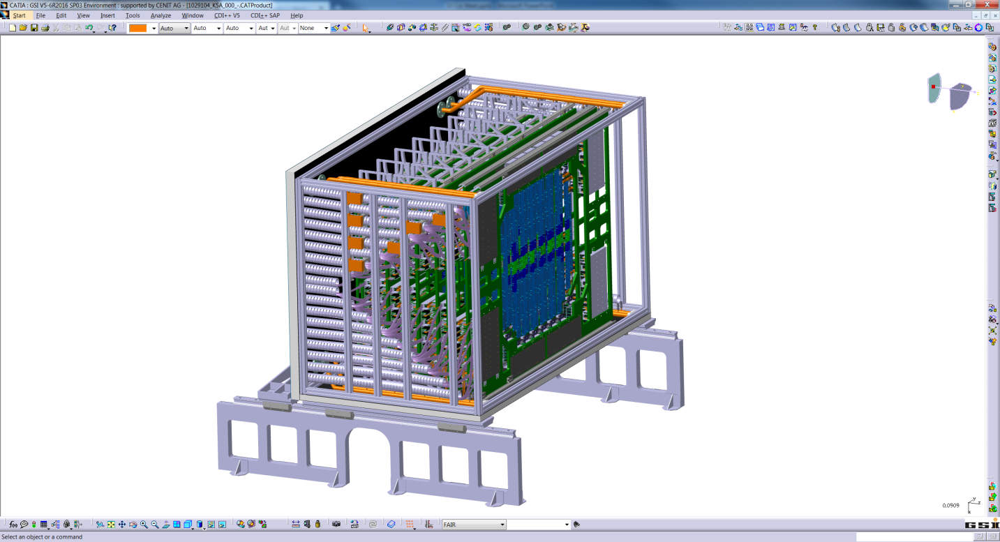 CATIA : GSI V5-6R2016 SP03 Environment : supported by CENIT AG - [1029104_K5A_000_-.CATProduct]
Start File Edit View Insert Tools Analyze Window CDI++ V5 CDI±± SAP Help
Auto Auto Auto Aut Aut None
0,0909
FAIR
GSI
Select an object or a command